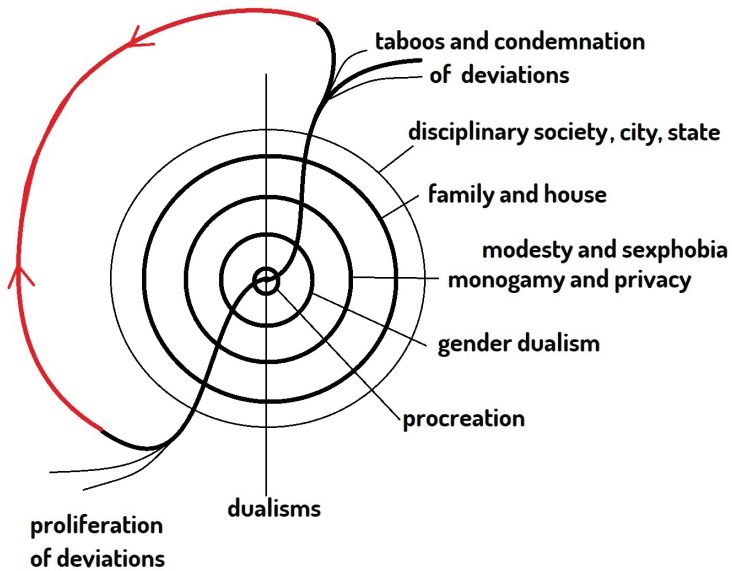 taboos and condemnation
of deviations
disciplinary society, city, state
family and house
modesty and sexphobia
monogamy and privacy
gender dualism
procreation
dualisms
proliferation
of deviations